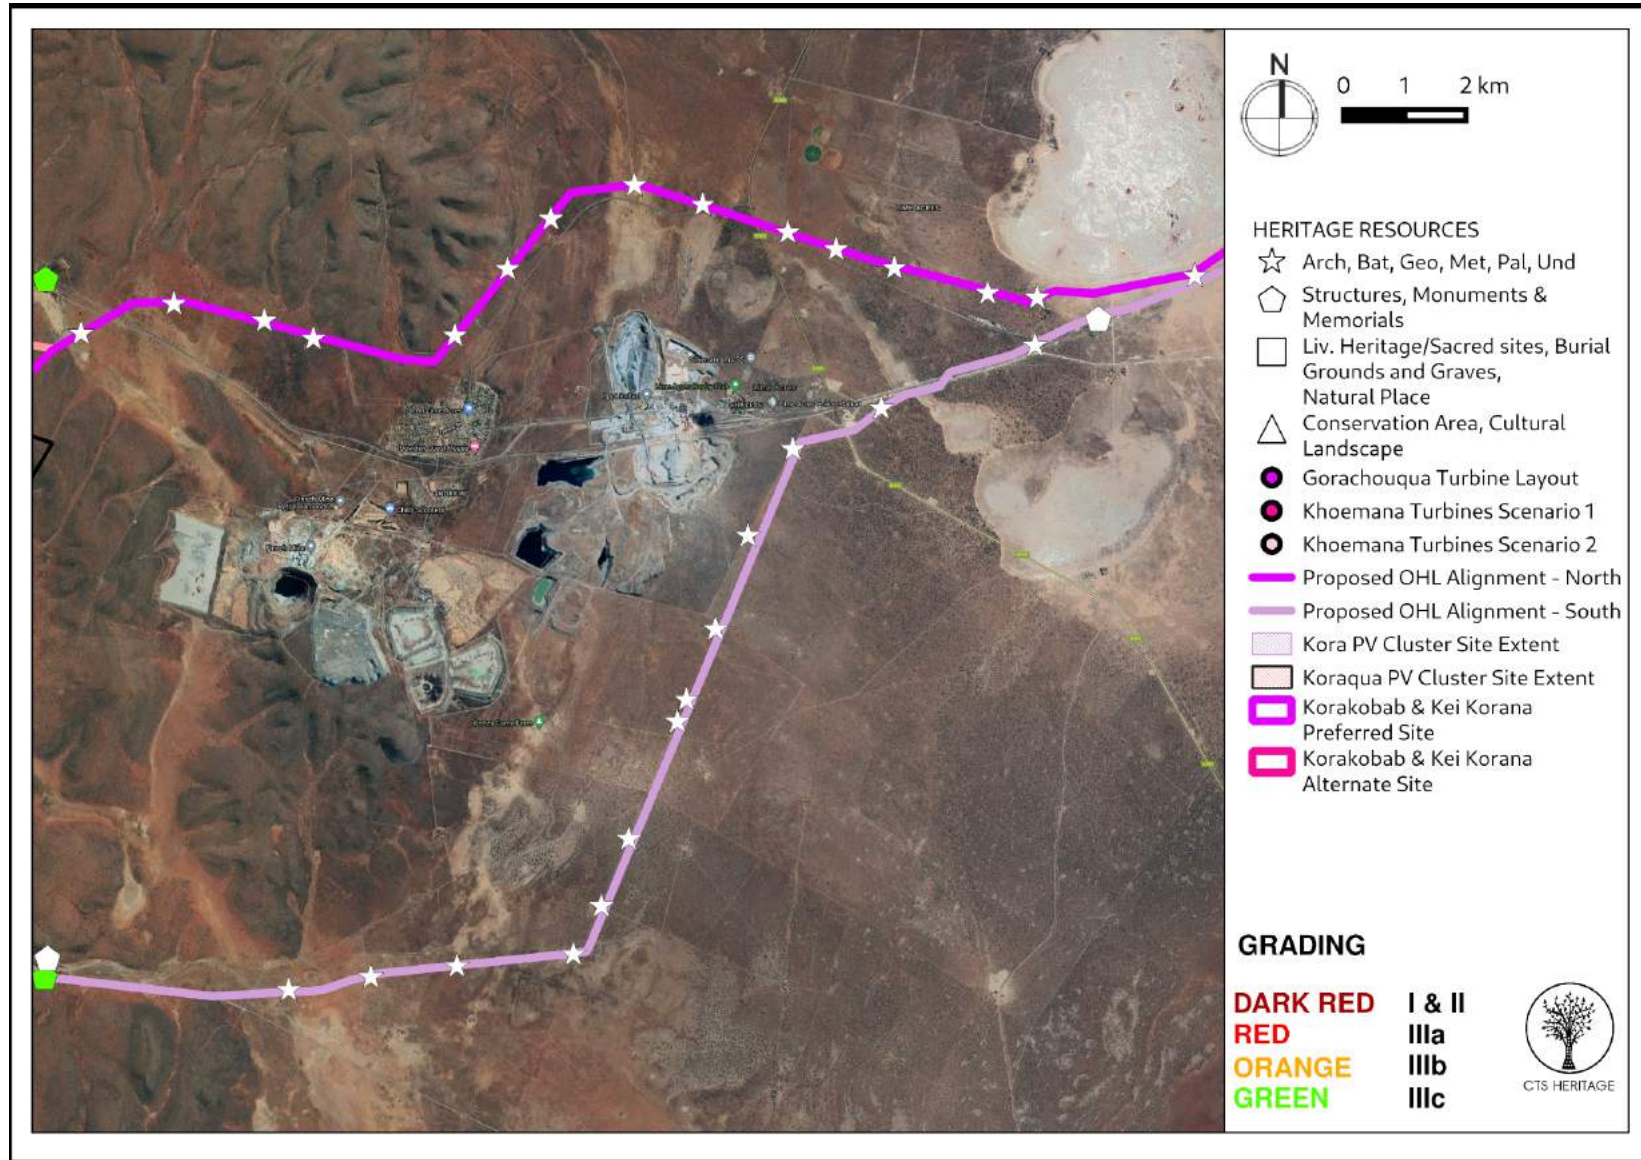 N
0 1 2 km
HERITAGE RESOURCES
Arch, Bat, Geo, Met, Pal, Und
Structures, Monuments &
Memorials
Liv. Heritage/Sacred sites, Burial
Grounds and Graves,
Natural Place
Conservation Area, Cultural
Landscape
Gorachouqua Turbine Layout
Khoemana Turbines Scenario 1
Khoemana Turbines Scenario 2
Proposed OHL Alignment - North
Proposed OHL Alignment - South
Kora PV Cluster Site Extent
Koraqua PV Cluster Site Extent
Korakobab & Kei Korana
Preferred Site
Korakobab & Kei Korana
Alternate Site
GRADING
DARK RED I & II
RED IIIa
ORANGE IIIb
GREEN IIIc
CTS HERITAGE